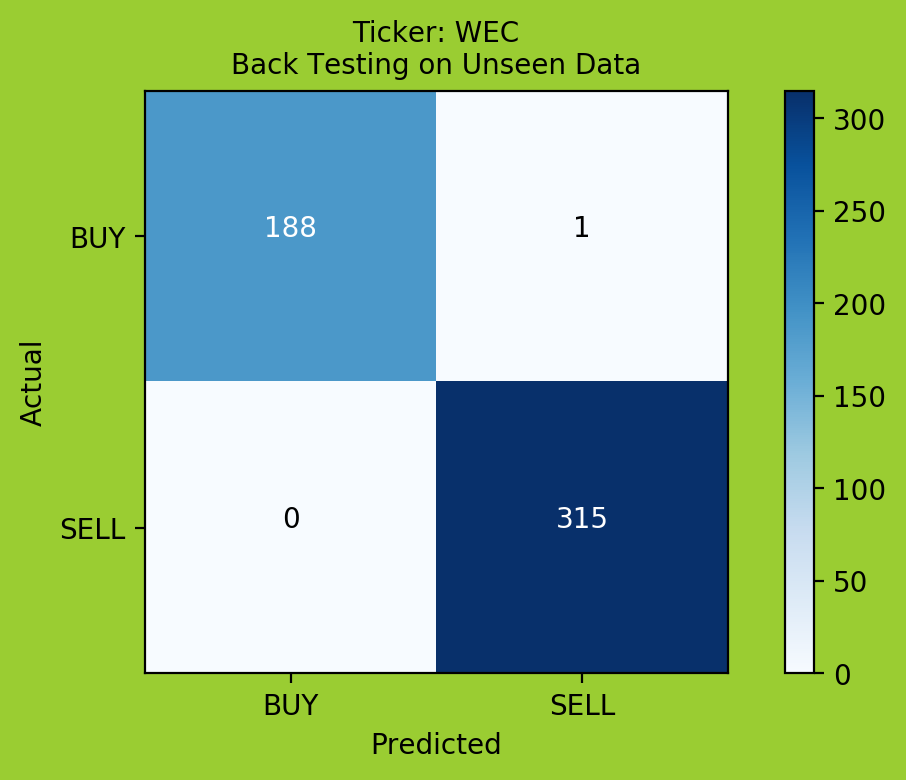 Ticker: WEC
Back Testing on Unseen Data
BUY
188
1
SELL
0
315
Actual
BUY
SELL
Predicted
300
250
200
150
100
50
0